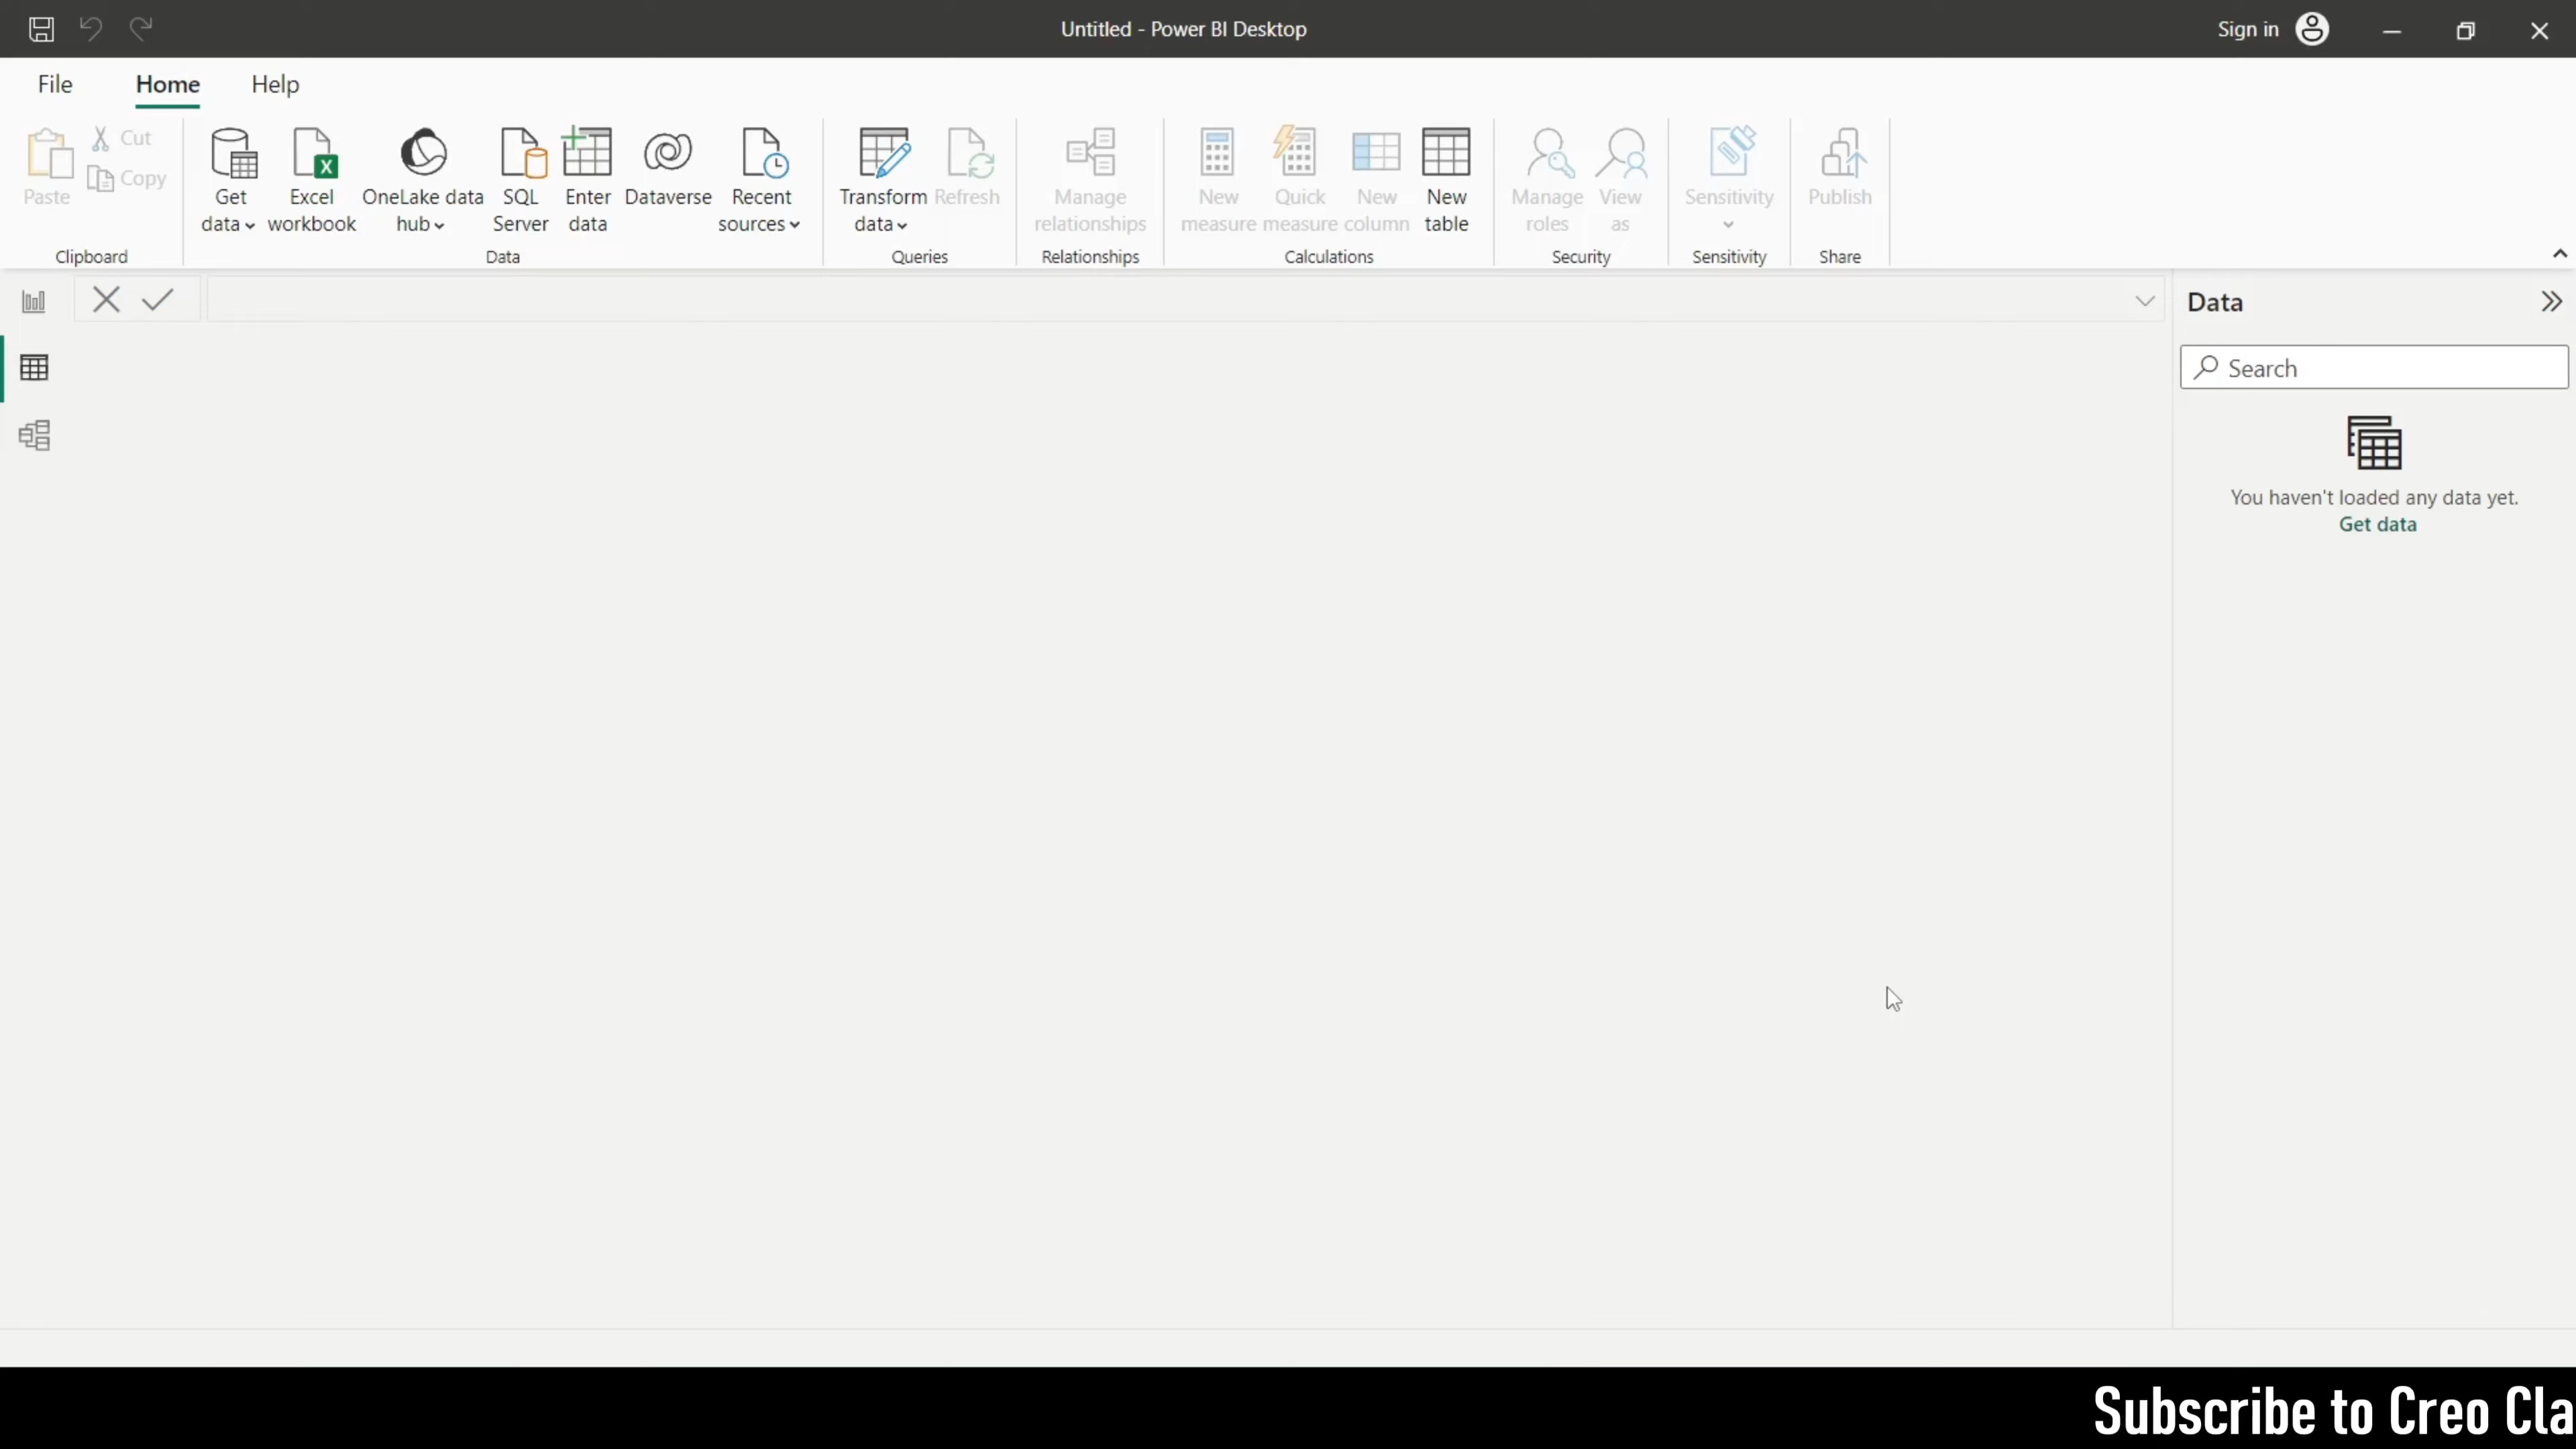 Untitled - Power BI Desktop
Sign in
File Home Help
Paste
Cut
Copy
Clipboard
Get data
Excel workbook
OneLake data hub
SQL Server
Enter data
Dataverse
Recent sources
Data
Transform data
Refresh
Queries
Manage relationships
Relationships
New measure
Quick measure
New column
New table
Calculations
Manage roles
View as
Security
Sensitivity
Sensitivity
Publish
Share
Data
Search
You haven't loaded any data yet.
Get data
Subscribe to Creo Cla